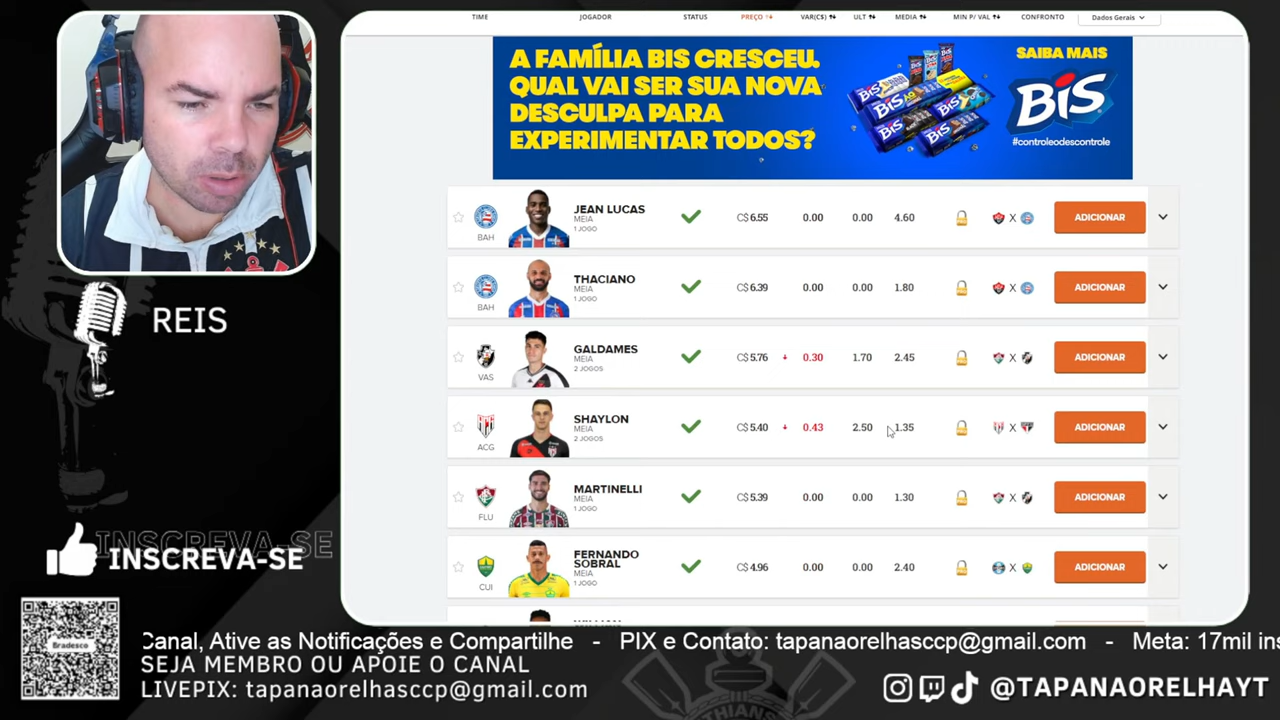 TIME JOGADOR STATUS PREÇO VAR(C$) ULT MEDIA MIN P/ VAL CONFRONTO Dados Gerais
A FAMÍLIA BIS CRESCEU.
QUAL VAI SER SUA NOVA
DESCULPA PARA
EXPERIMENTAR TODOS?
SAIBA MAIS
BIS
#controleodescontrole
JEAN LUCAS
MEIA
1 JOGO
BAH
C$ 6.55 0.00 0.00 4.60 X ADICIONAR
THACIANO
MEIA
1 JOGO
BAH
C$ 6.39 0.00 0.00 1.80 X ADICIONAR
GALDAMES
MEIA
2 JOGOS
VAS
C$ 5.76 0.30 1.70 2.45 X ADICIONAR
SHAYLON
MEIA
2 JOGOS
ACG
C$ 5.40 0.43 2.50 1.35 X ADICIONAR
MARTINELLI
MEIA
1 JOGO
FLU
C$ 5.39 0.00 0.00 1.30 X ADICIONAR
FERNANDO
SOBRAL
MEIA
1 JOGO
CUI
C$ 4.96 0.00 0.00 2.40 X ADICIONAR
REIS
INSCREVA-SE
INSCREVA-SE
Bradesco
Canal, Ative as Notificações e Compartilhe - PIX e Contato: tapanaorelhasccp@gmail.com - Meta: 17mil ins
SEJA MEMBRO OU APOIE O CANAL
LIVEPIX: tapanaorelhasccp@gmail.com
@TAPANAORELHAYT